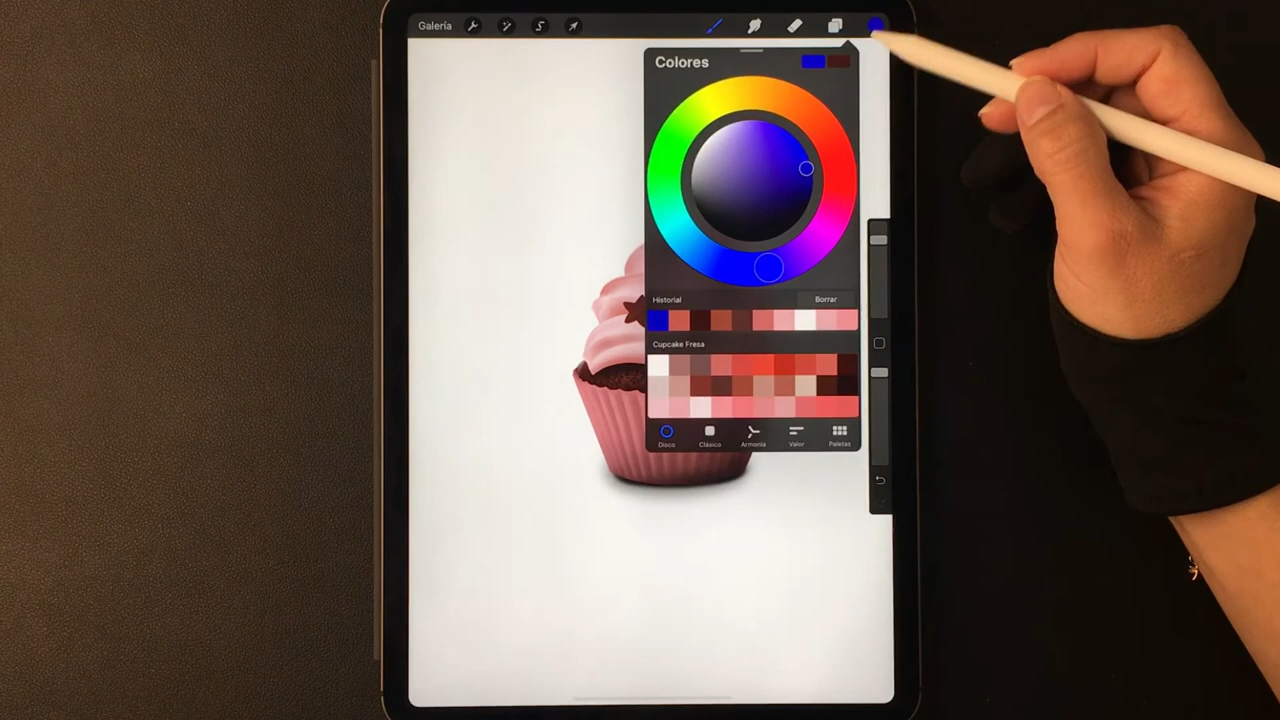 Galería
Colores
Historial
Borrar
Cupcake Fresa
Disco
Clásico
Armonía
Valor
Paletas